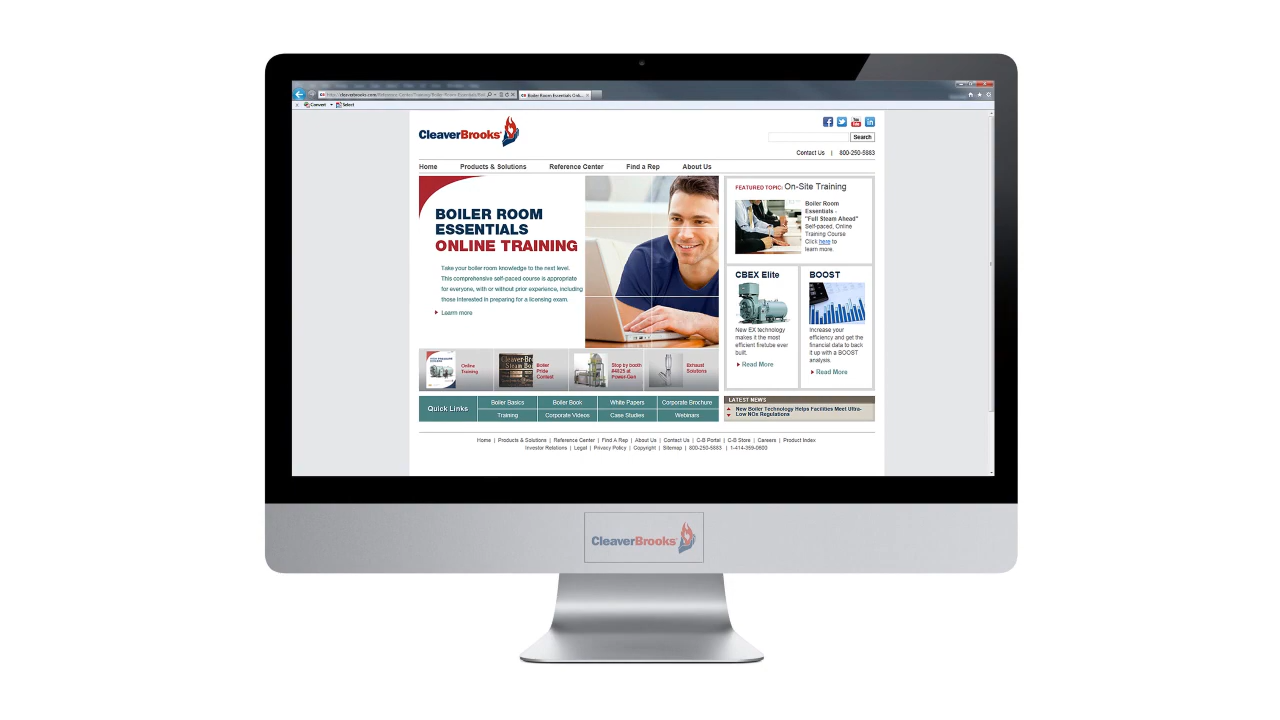 Boiler Room Essentials Onli...
Convert
Select
CleaverBrooks
Search
Contact Us | 800-250-5883
Home Products & Solutions Reference Center Find a Rep About Us
BOILER ROOM
ESSENTIALS
ONLINE TRAINING
Take your boiler room knowledge to the next level.
This comprehensive self-paced course is appropriate
for everyone, with or without prior experience, including
those interested in preparing for a licensing exam.
Learn more
FEATURED TOPIC: On-Site Training
Boiler Room
Essentials -
"Full Steam Ahead"
Self-paced, Online
Training Course
Click here to
learn more.
CBEX Elite
New EX technology
makes it the most
efficient firetube ever
built.
Read More
BOOST
Increase your
efficiency and get the
financial data to back
it up with a BOOST
analysis.
Read More
Online
Training
Boiler
Pride
Contest
Stop by booth
#4825 at
Power-Gen
Exhaust
Solutions
Quick Links
Boiler Basics Boiler Book White Papers Corporate Brochure
Training Corporate Videos Case Studies Webinars
LATEST NEWS
New Boiler Technology Helps Facilities Meet Ultra-
Low NOx Regulations
Home | Products & Solutions | Reference Center | Find A Rep | About Us | Contact Us | C-B Portal | C-B Store | Careers | Product Index
Investor Relations | Legal | Privacy Policy | Copyright | Sitemap | 800-250-5883 | 1-414-359-0600
CleaverBrooks